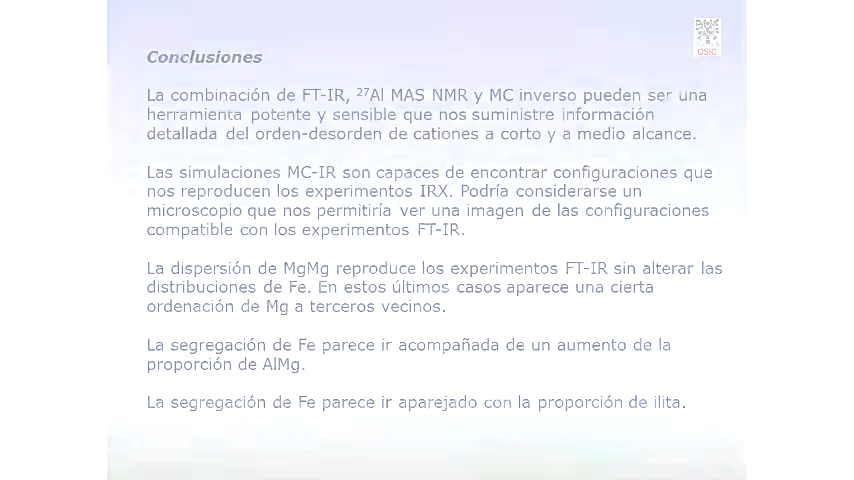 CSIC
Conclusiones
La combinación de FT-IR, ²⁷Al MAS NMR y MC inverso pueden ser una
herramienta potente y sensible que nos suministre información
detallada del orden-desorden de cationes a corto y a medio alcance.
Las simulaciones MC-IR son capaces de encontrar configuraciones que
nos reproducen los experimentos IRX. Podría considerarse un
microscopio que nos permitiría ver una imagen de las configuraciones
compatible con los experimentos FT-IR.
La dispersión de MgMg reproduce los experimentos FT-IR sin alterar las
distribuciones de Fe. En estos últimos casos aparece una cierta
ordenación de Mg a terceros vecinos.
La segregación de Fe parece ir acompañada de un aumento de la
proporción de AlMg.
La segregación de Fe parece ir aparejado con la proporción de ilita.